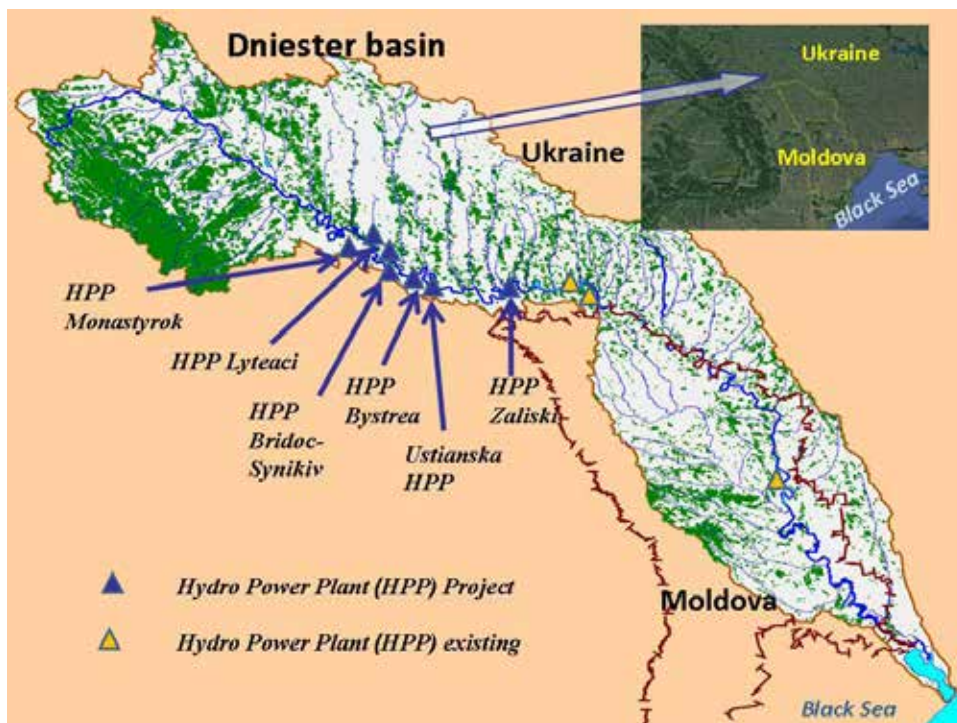 Dniester basin
Ukraine
Ukraine
Moldova
Black Sea
HPP
Monastyrok
HPP Lyteaci
HPP
Bridoc-
Synikiv
HPP
Bystrea
Ustianska
HPP
HPP
Zaliski
Hydro Power Plant (HPP) Project
Hydro Power Plant (HPP) existing
Moldova
Black Sea